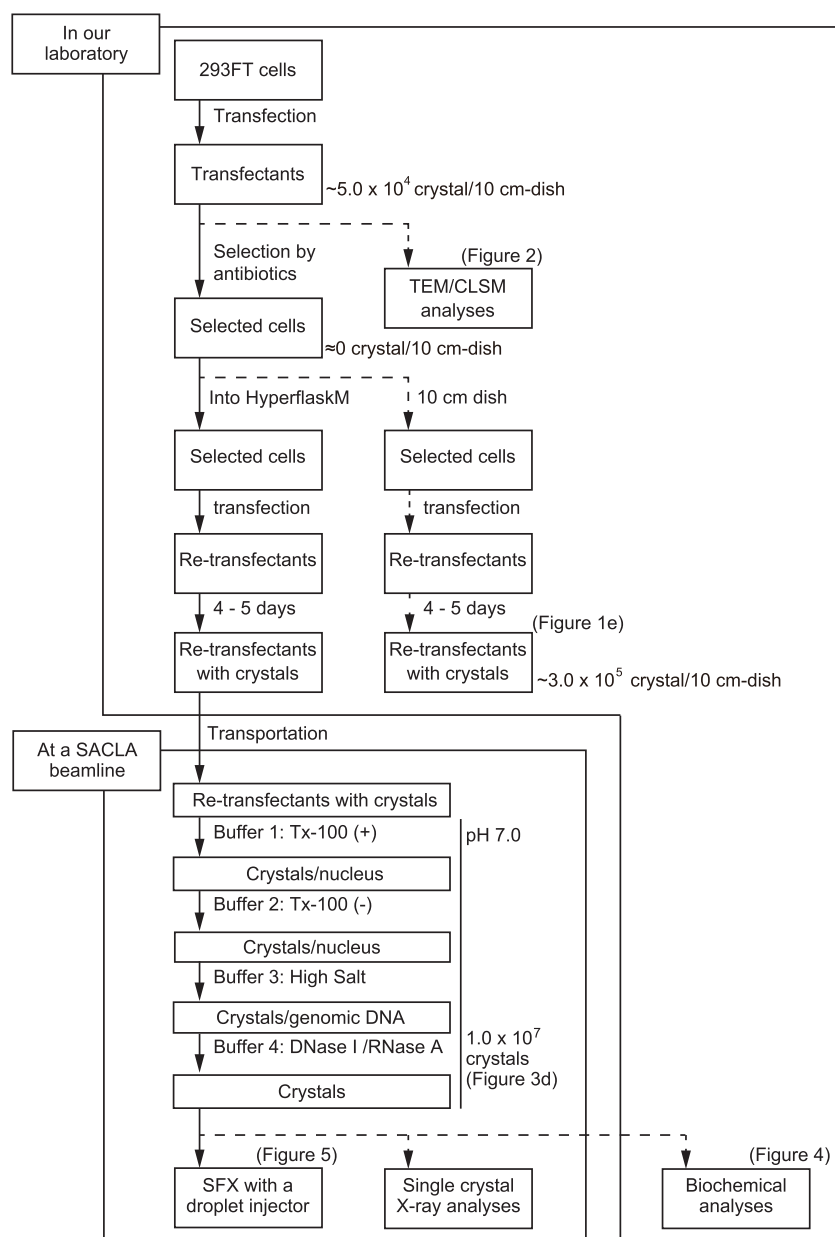 In our
laboratory
293FT cells
Transfection
Transfectants
~5.0 x 10⁴ crystal/10 cm-dish
Selection by
antibiotics
(Figure 2)
TEM/CLSM
analyses
Selected cells
≈0 crystal/10 cm-dish
Into HyperflaskM
10 cm dish
Selected cells
Selected cells
transfection
transfection
Re-transfectants
Re-transfectants
4 - 5 days
4 - 5 days
(Figure 1e)
Re-transfectants
with crystals
Re-transfectants
with crystals
~3.0 x 10⁵ crystal/10 cm-dish
Transportation
At a SACLA
beamline
Re-transfectants with crystals
Buffer 1: Tx-100 (+)
pH 7.0
Crystals/nucleus
Buffer 2: Tx-100 (-)
Crystals/nucleus
Buffer 3: High Salt
Crystals/genomic DNA
Buffer 4: DNase I /RNase A
1.0 x 10⁷
crystals
(Figure 3d)
Crystals
(Figure 5)
(Figure 4)
SFX with a
droplet injector
Single crystal
X-ray analyses
Biochemical
analyses